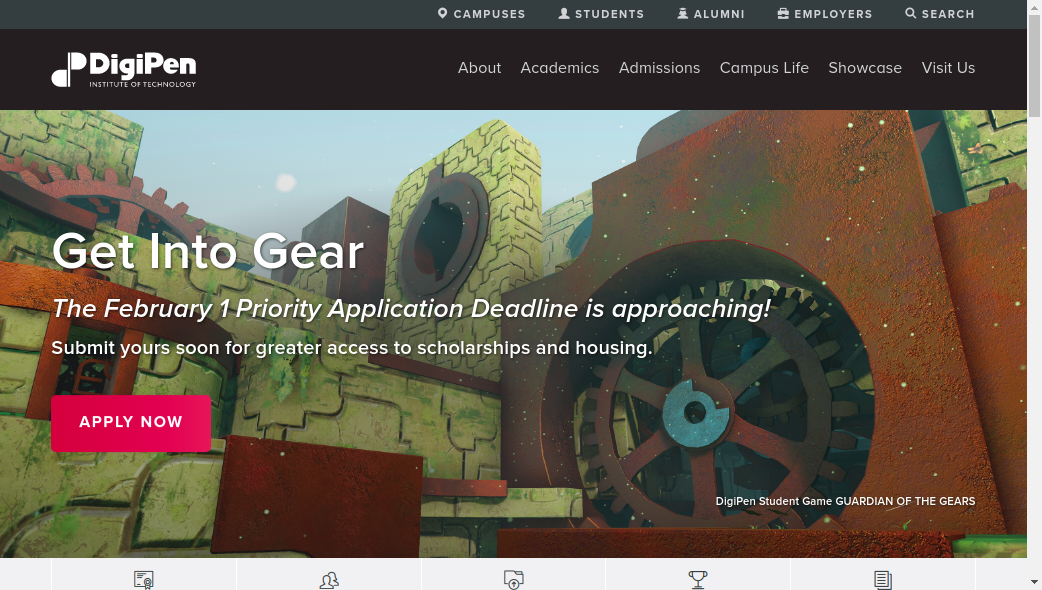 CAMPUSES STUDENTS ALUMNI EMPLOYERS SEARCH
DigiPen
INSTITUTE OF TECHNOLOGY
About Academics Admissions Campus Life Showcase Visit Us
Get Into Gear
The February 1 Priority Application Deadline is approaching!
Submit yours soon for greater access to scholarships and housing.
APPLY NOW
DigiPen Student Game GUARDIAN OF THE GEARS